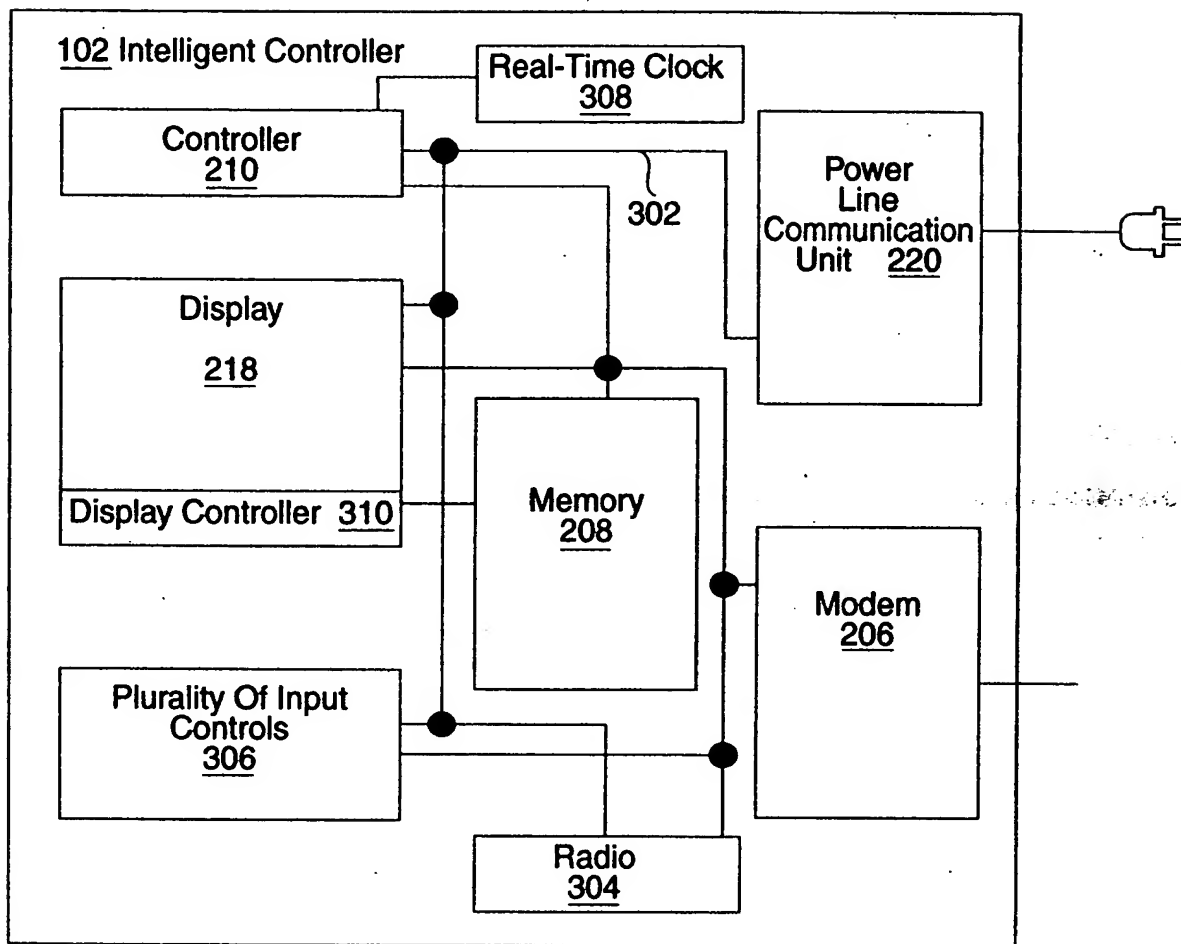 102 Intelligent Controller
Real-Time Clock
308
Controller
210
302
Power
Line
Communication
Unit 220
Display
218
Display Controller 310
Memory
208
Modem
206
Plurality Of Input
Controls
306
Radio
304